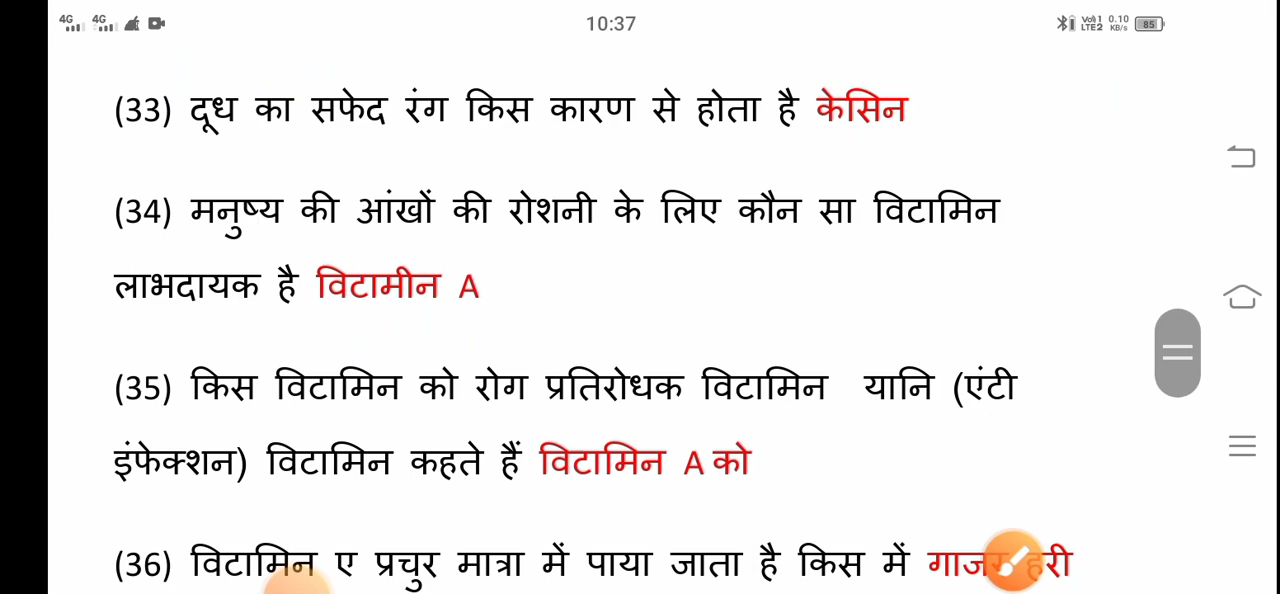 4G 4G 10:37 Vo)) 1 LTE2 0.10 KB/s 85
(33) दूध का सफेद रंग किस कारण से होता है केसिन
(34) मनुष्य की आंखों की रोशनी के लिए कौन सा विटामिन
लाभदायक है विटामीन A
(35) किस विटामिन को रोग प्रतिरोधक विटामिन यानि (एंटी
इंफेक्शन) विटामिन कहते हैं विटामिन A को
(36) विटामिन ए प्रचुर मात्रा में पाया जाता है किस में